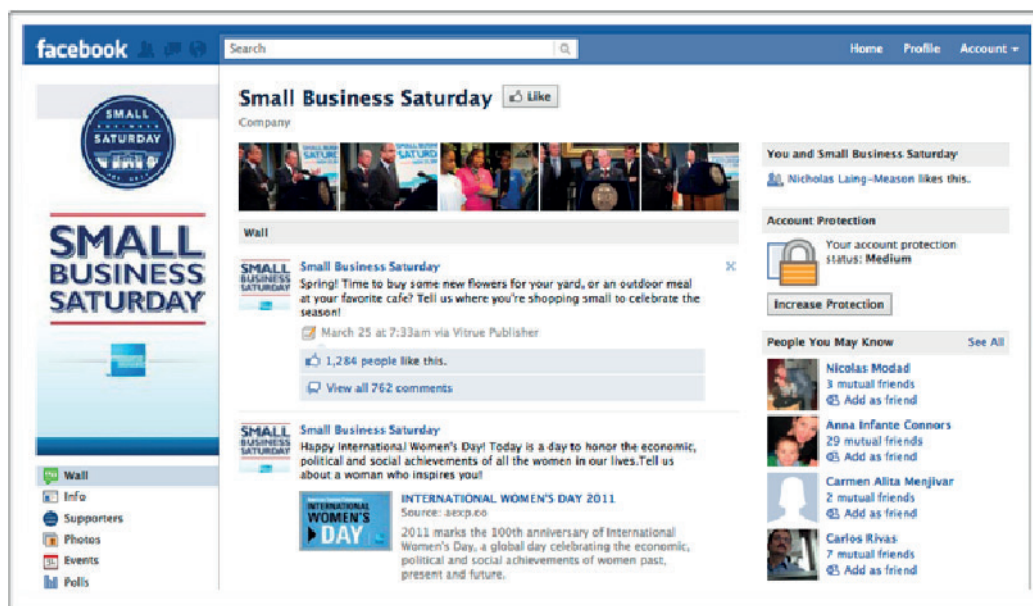 facebook
Search
Home Profile Account
SMALL
BUSINESS
SATURDAY
SMALL
BUSINESS
SATURDAY
Wall
Info
Supporters
Photos
Events
Polls
Small Business Saturday
Like
Company
Wall
SMALL
BUSINESS
SATURDAY
Small Business Saturday
Spring! Time to buy some new flowers for your yard, or an outdoor meal
at your favorite cafe? Tell us where you're shopping small to celebrate the
season!
March 25 at 7:33am via Vitrue Publisher
1,284 people like this.
View all 762 comments
SMALL
BUSINESS
SATURDAY
Small Business Saturday
Happy International Women's Day! Today is a day to honor the economic,
political and social achievements of all the women in our lives.Tell us
about a woman who inspires you!
INTERNATIONAL
WOMEN'S
DAY
INTERNATIONAL WOMEN'S DAY 2011
Source: aexp.co
2011 marks the 100th anniversary of International
Women's Day, a global day celebrating the economic,
political and social achievements of women past,
present and future.
You and Small Business Saturday
Nicholas Laing-Meason likes this.
Account Protection
Your account protection
status: Medium
Increase Protection
People You May Know See All
Nicolas Modad
3 mutual friends
Add as friend
Anna Infante Connors
29 mutual friends
Add as friend
Carmen Alita Menjivar
2 mutual friends
Add as friend
Carlos Rivas
7 mutual friends
Add as friend